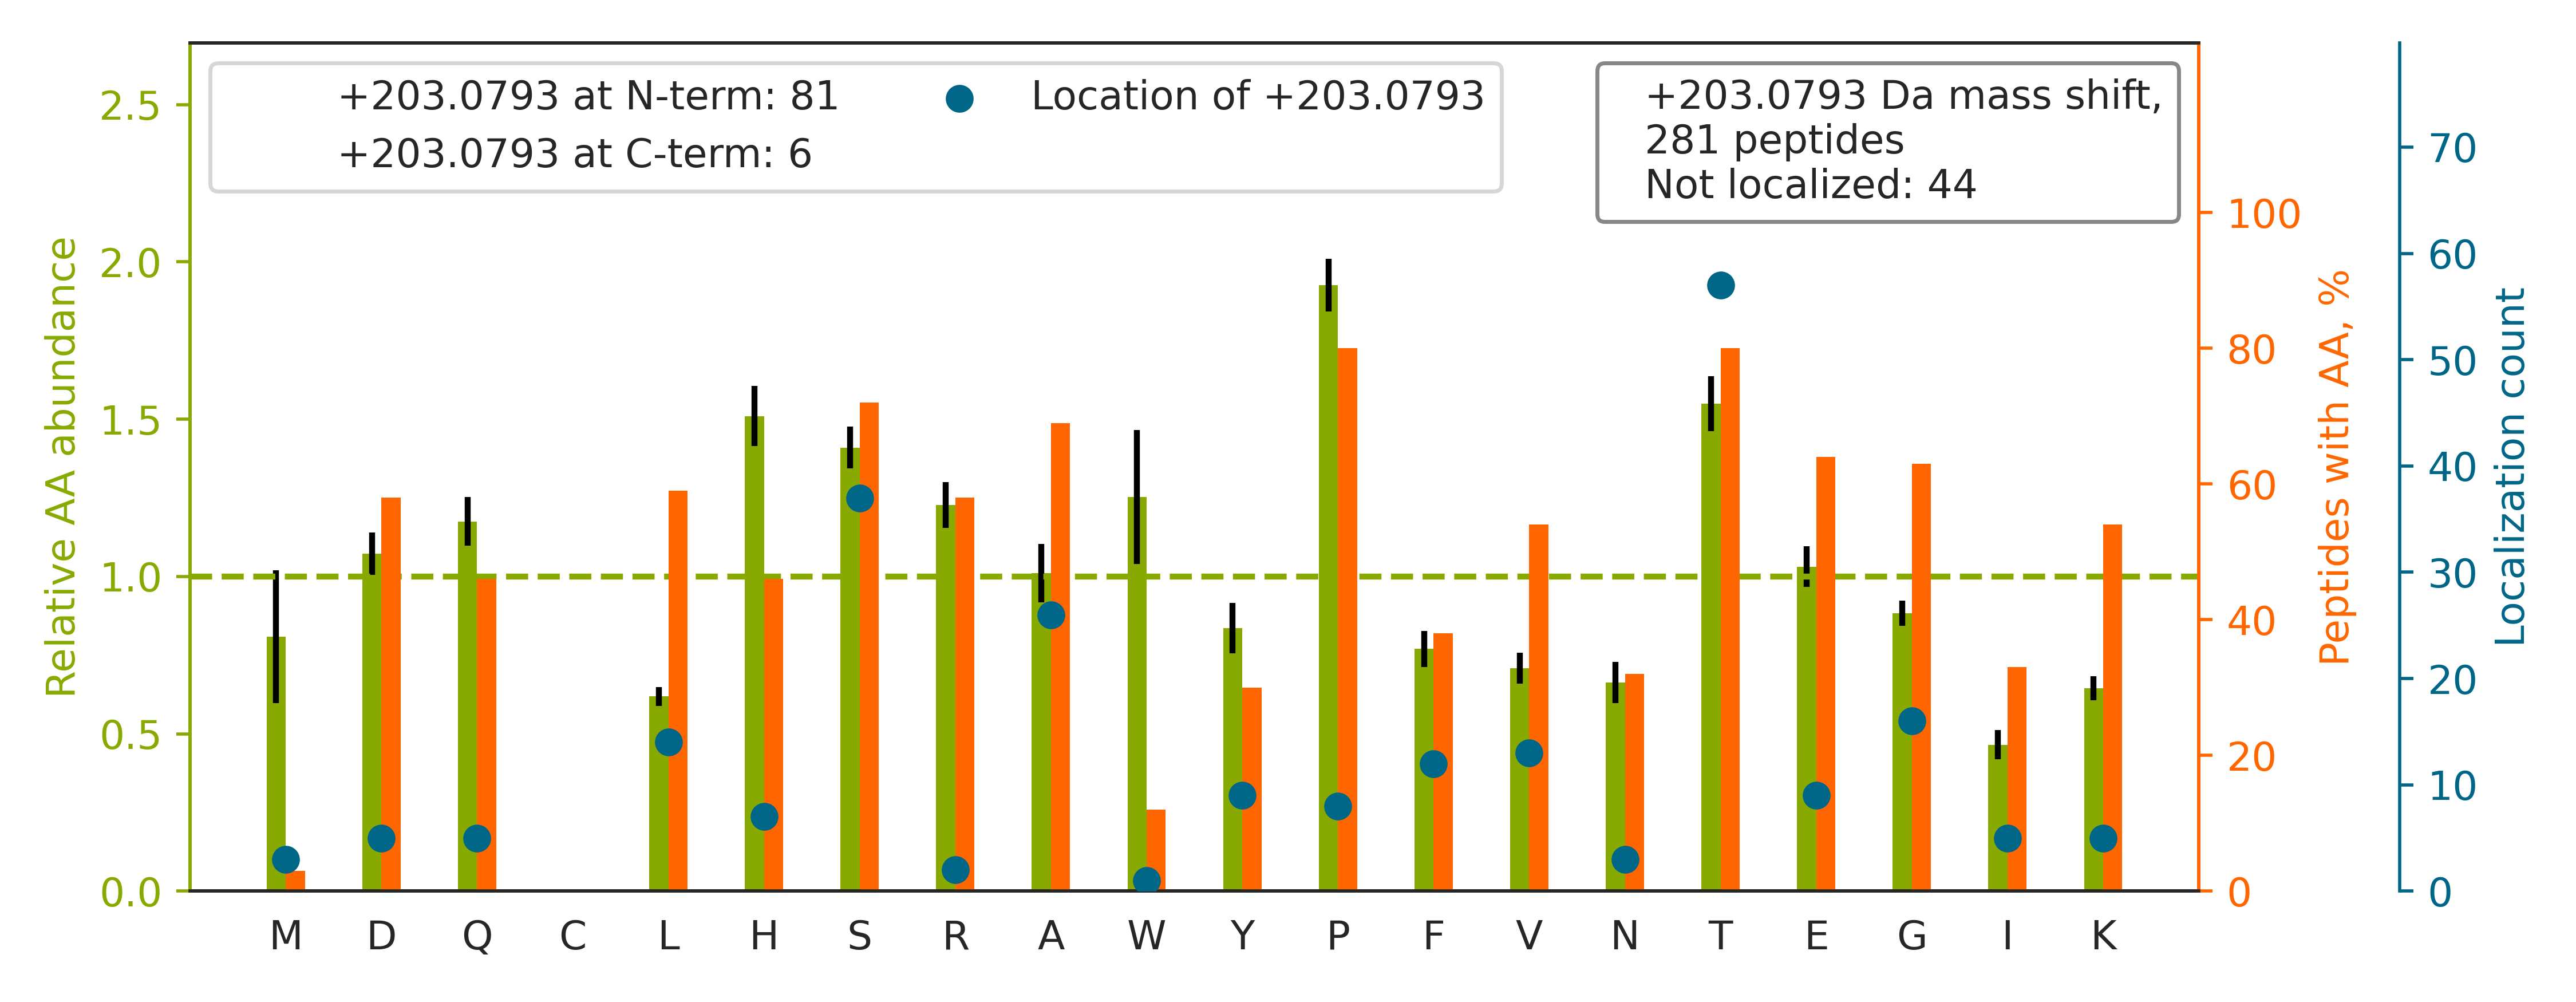 +203.0793 at N-term: 81
+203.0793 at C-term: 6
Location of +203.0793
+203.0793 Da mass shift,
281 peptides
Not localized: 44
Relative AA abundance
2.5
2.0
1.5
1.0
0.5
0.0
M D Q C L H S R A W Y P F V N T E G I K
100
80
60
40
20
0
Peptides with AA, %
70
60
50
40
30
20
10
0
Localization count